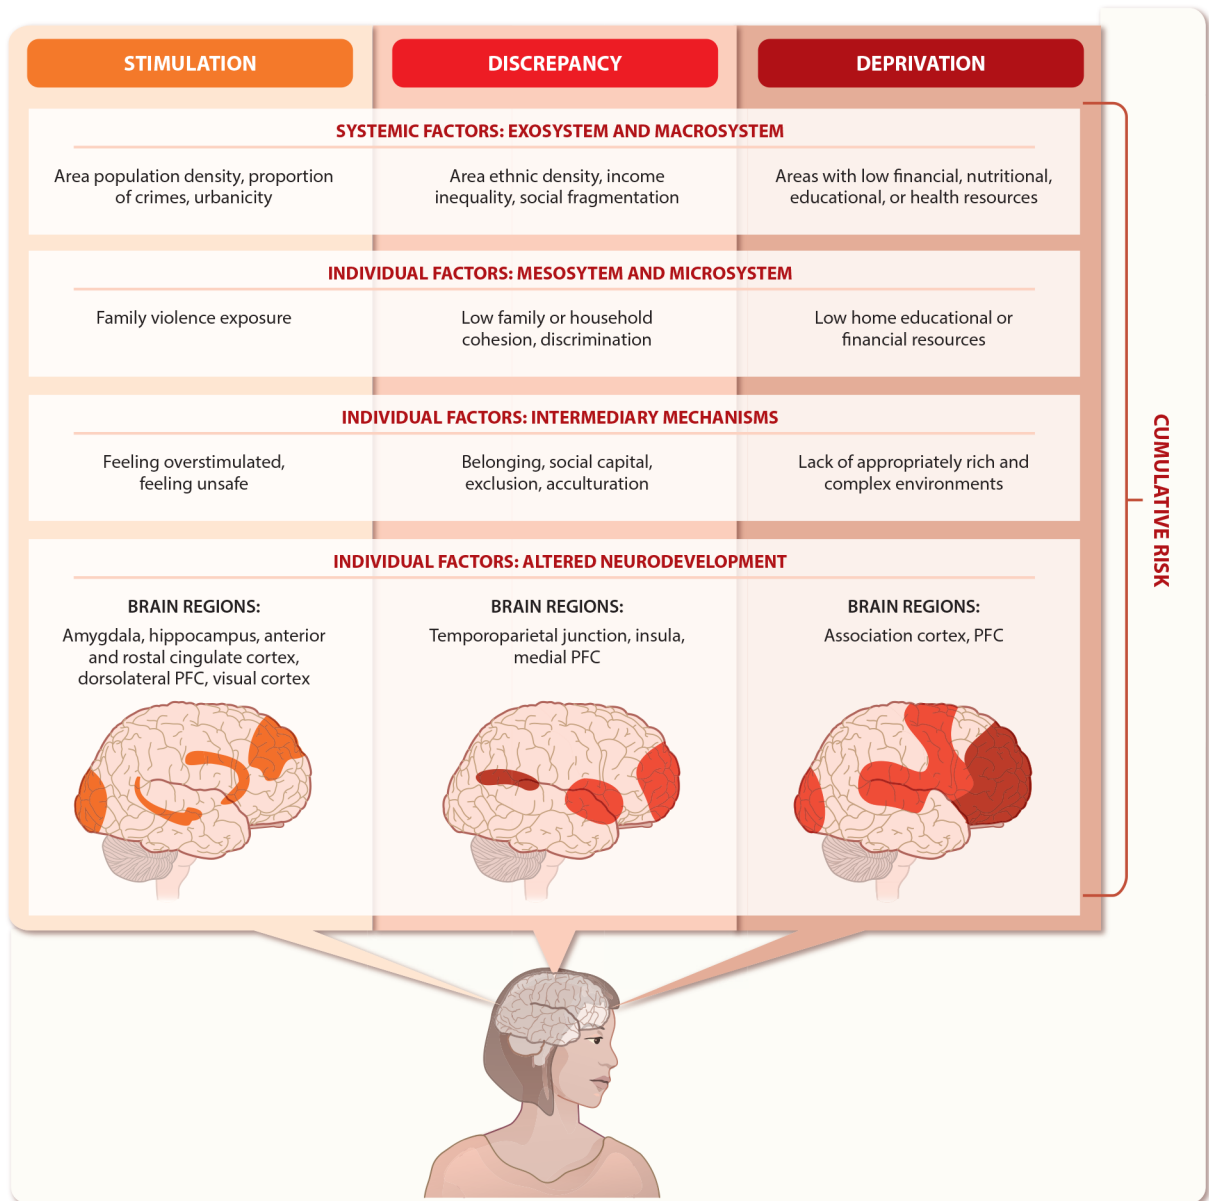 STIMULATION
DISCREPANCY
DEPRIVATION
SYSTEMIC FACTORS: EXOSYSTEM AND MACROSYSTEM
Area population density, proportion
of crimes, urbanicity
Area ethnic density, income
inequality, social fragmentation
Areas with low financial, nutritional,
educational, or health resources
INDIVIDUAL FACTORS: MESOSYTEM AND MICROSYSTEM
Family violence exposure
Low family or household
cohesion, discrimination
Low home educational or
financial resources
INDIVIDUAL FACTORS: INTERMEDIARY MECHANISMS
Feeling overstimulated,
feeling unsafe
Belonging, social capital,
exclusion, acculturation
Lack of appropriately rich and
complex environments
INDIVIDUAL FACTORS: ALTERED NEURODEVELOPMENT
BRAIN REGIONS:
Amygdala, hippocampus, anterior
and rostal cingulate cortex,
dorsolateral PFC, visual cortex
BRAIN REGIONS:
Temporoparietal junction, insula,
medial PFC
BRAIN REGIONS:
Association cortex, PFC
CUMULATIVE RISK